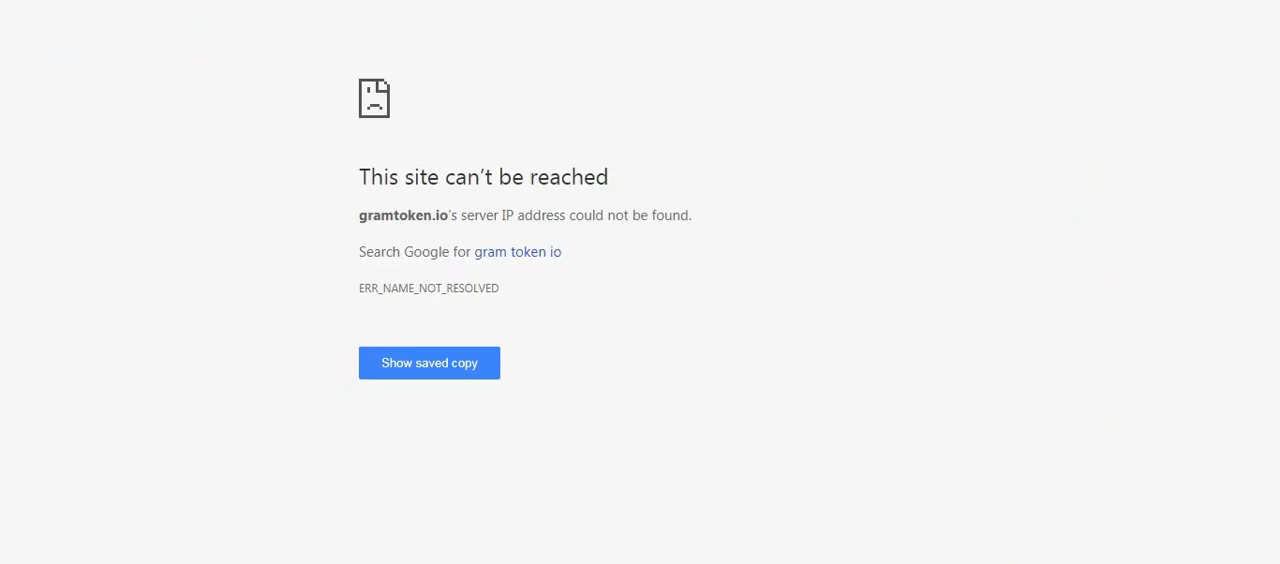 This site can’t be reached
gramtoken.io’s server IP address could not be found.
Search Google for gram token io
ERR_NAME_NOT_RESOLVED
Show saved copy